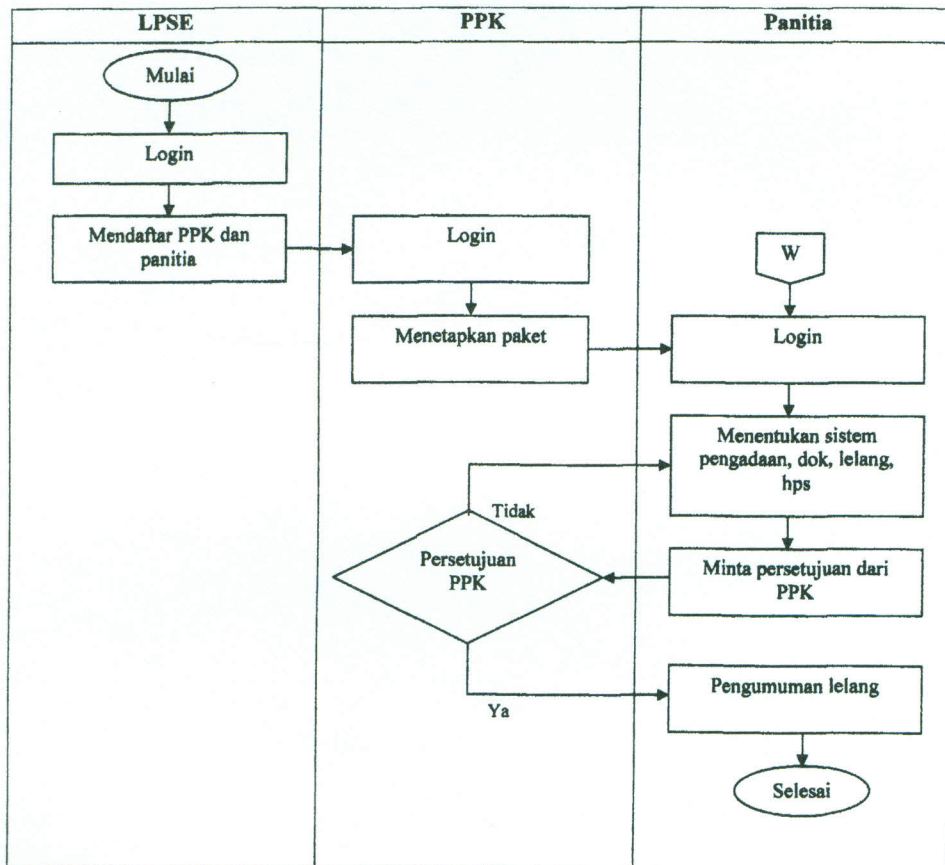 LPSE
PPK
Panitia
Mulai
Login
Mendaftar PPK dan
panitia
Login
Menetapkan paket
W
Login
Menentukan sistem
pengadaan, dok, lelang,
hps
Minta persetujuan dari
PPK
Persetujuan
PPK
Tidak
Ya
Pengumuman lelang
Selesai